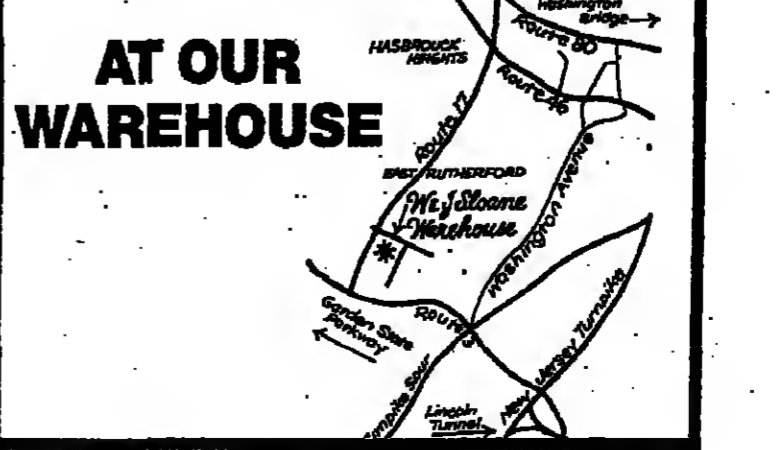 AT OUR
WAREHOUSE
Washington
Bridge
Route 80
HASBROUCK
HEIGHTS
Route 46
Route 17
EAST RUTHERFORD
W & J Sloane
Warehouse
Washington Avenue
Garden State
Parkway
Route 3
New Jersey Turnpike
Spur
Lincoln
Tunnel